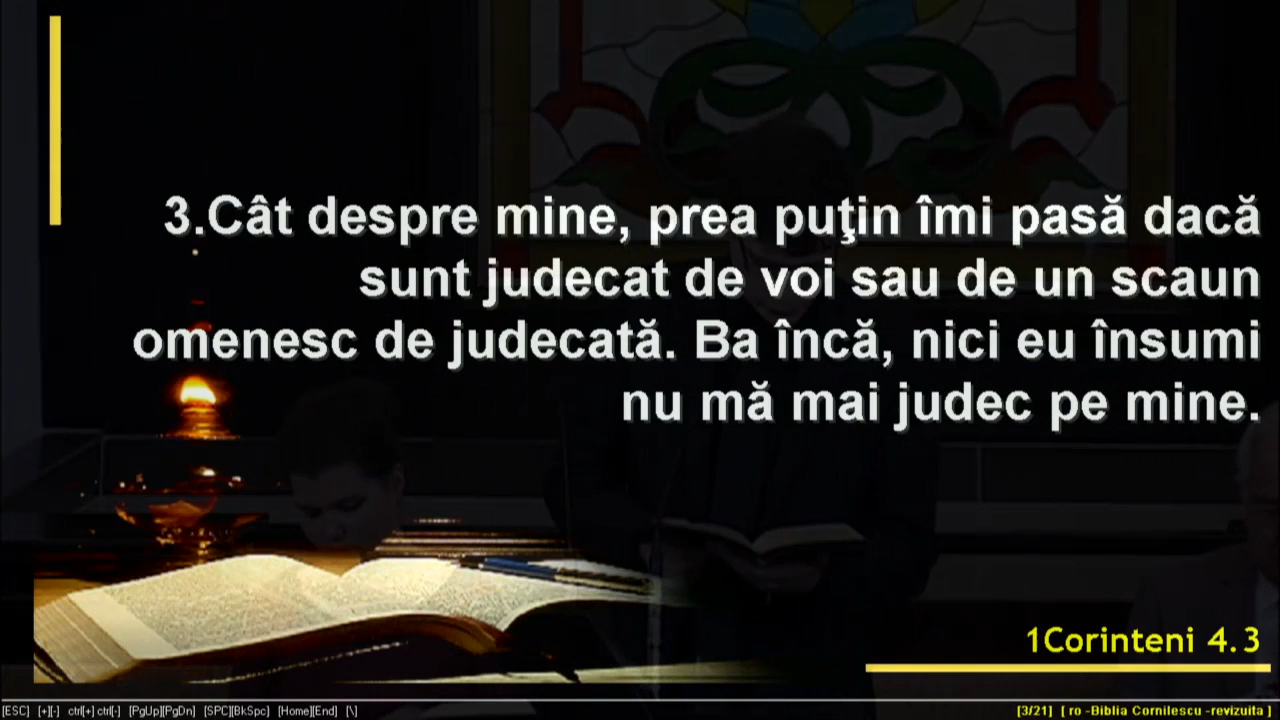 3.Cât despre mine, prea puţin îmi pasă dacă
sunt judecat de voi sau de un scaun
omenesc de judecată. Ba încă, nici eu însumi
nu mă mai judec pe mine.
1Corinteni 4.3
[ESC] [+][-] ctrl[+] ctrl[-] [PgUp][PgDn] [SPC][BkSpc] [Home][End] [\] [3/21] [ ro -Biblia Cornilescu -revizuita ]